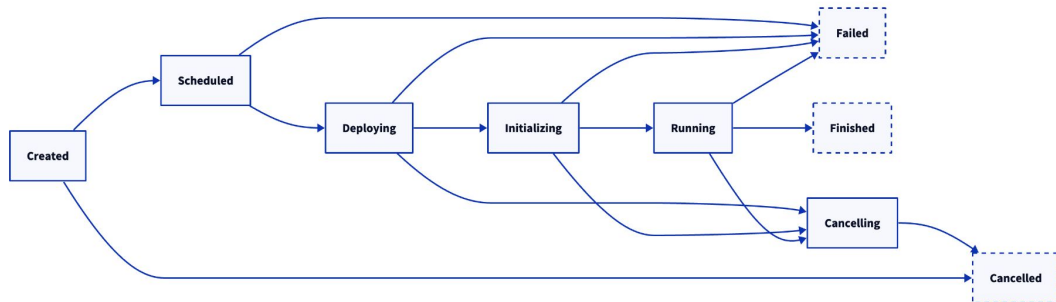 Failed
Scheduled
Deploying
Initializing
Running
Finished
Created
Cancelling
Cancelled